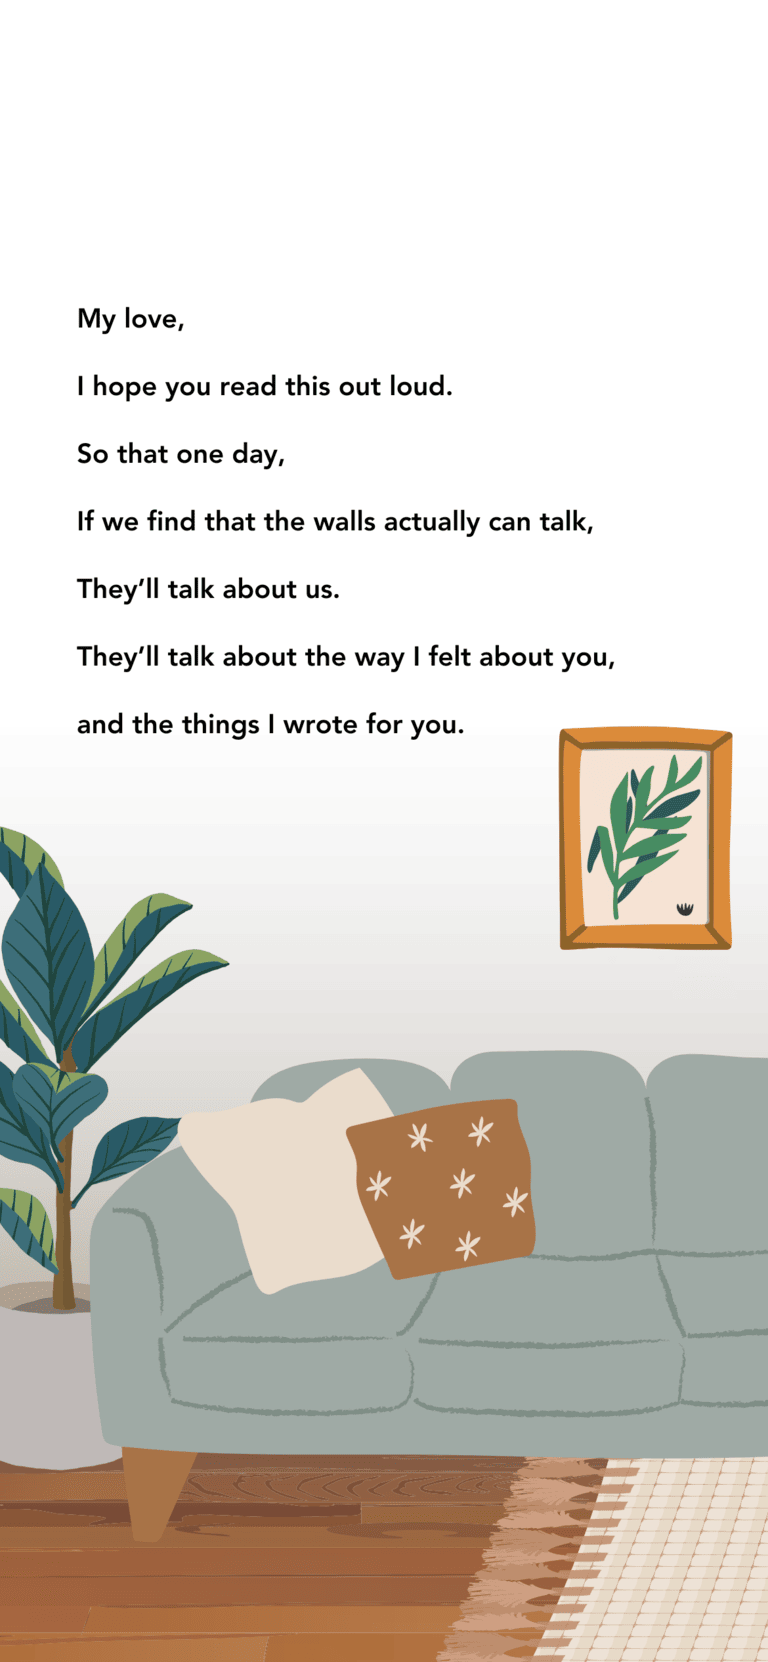 My love,
I hope you read this out loud.
So that one day,
If we find that the walls actually can talk,
They’ll talk about us.
They’ll talk about the way I felt about you,
and the things I wrote for you.